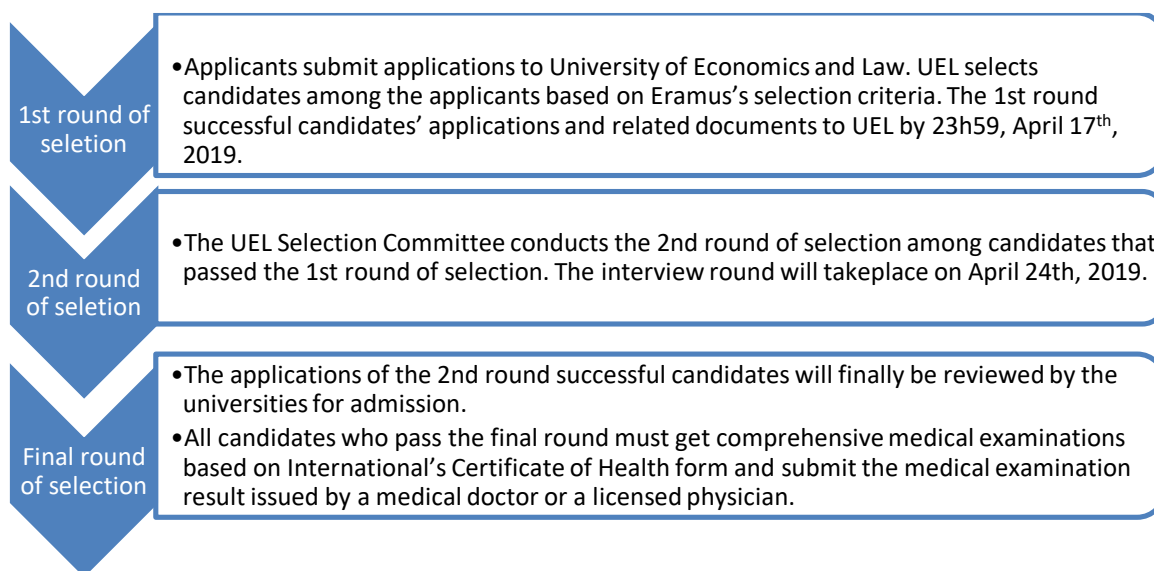 1st round of
seletion
•Applicants submit applications to University of Economics and Law. UEL selects
candidates among the applicants based on Eramus's selection criteria. The 1st round
successful candidates' applications and related documents to UEL by 23h59, April 17th,
2019.
2nd round
of seletion
•The UEL Selection Committee conducts the 2nd round of selection among candidates that
passed the 1st round of selection. The interview round will takeplace on April 24th, 2019.
Final round
of selection
•The applications of the 2nd round successful candidates will finally be reviewed by the
universities for admission.
•All candidates who pass the final round must get comprehensive medical examinations
based on International's Certificate of Health form and submit the medical examination
result issued by a medical doctor or a licensed physician.